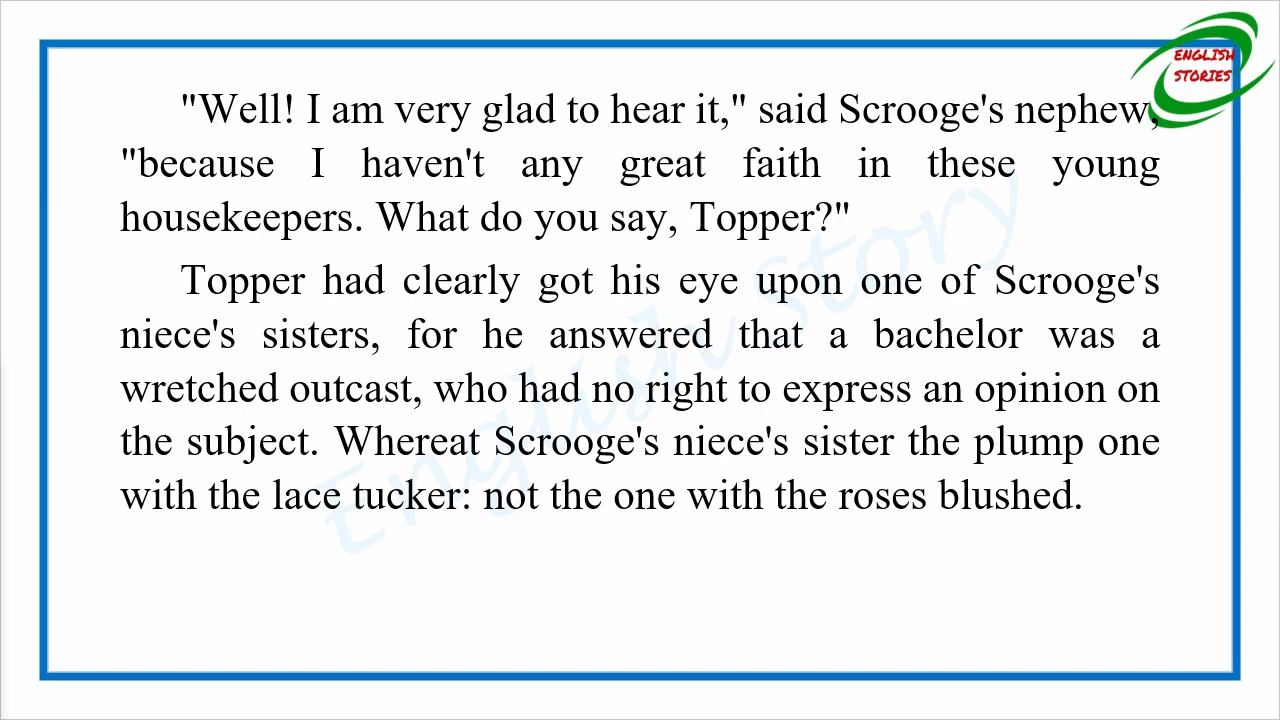 ENGLISH
STORIES
"Well! I am very glad to hear it," said Scrooge's nephew,
"because I haven't any great faith in these young
housekeepers. What do you say, Topper?"
Topper had clearly got his eye upon one of Scrooge's
niece's sisters, for he answered that a bachelor was a
wretched outcast, who had no right to express an opinion on
the subject. Whereat Scrooge's niece's sister the plump one
with the lace tucker: not the one with the roses blushed.
English Story